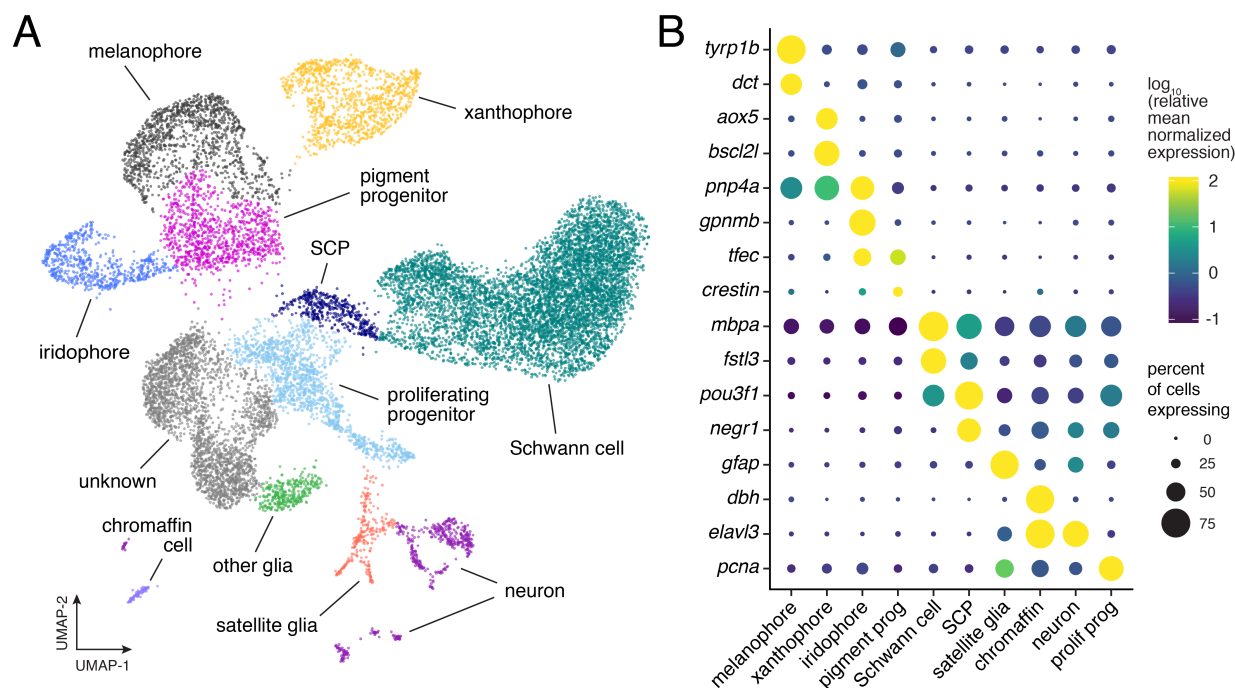 A
melanophore
xanthophore
pigment
progenitor
SCP
iridophore
proliferating
progenitor
Schwann cell
unknown
chromaffin
cell
other glia
neuron
satellite glia
UMAP-2
UMAP-1
B
tyrp1b
dct
aox5
bscl2l
pnp4a
gpnmb
tfec
crestin
mbpa
fstl3
pou3f1
negr1
gfap
dbh
elavl3
pcna
melanophore
xanthophore
iridophore
pigment prog
Schwann cell
SCP
satellite glia
chromaffin
neuron
prolif prog
log10
(relative
mean
normalized
expression)
2
1
0
-1
percent
of cells
expressing
0
25
50
75